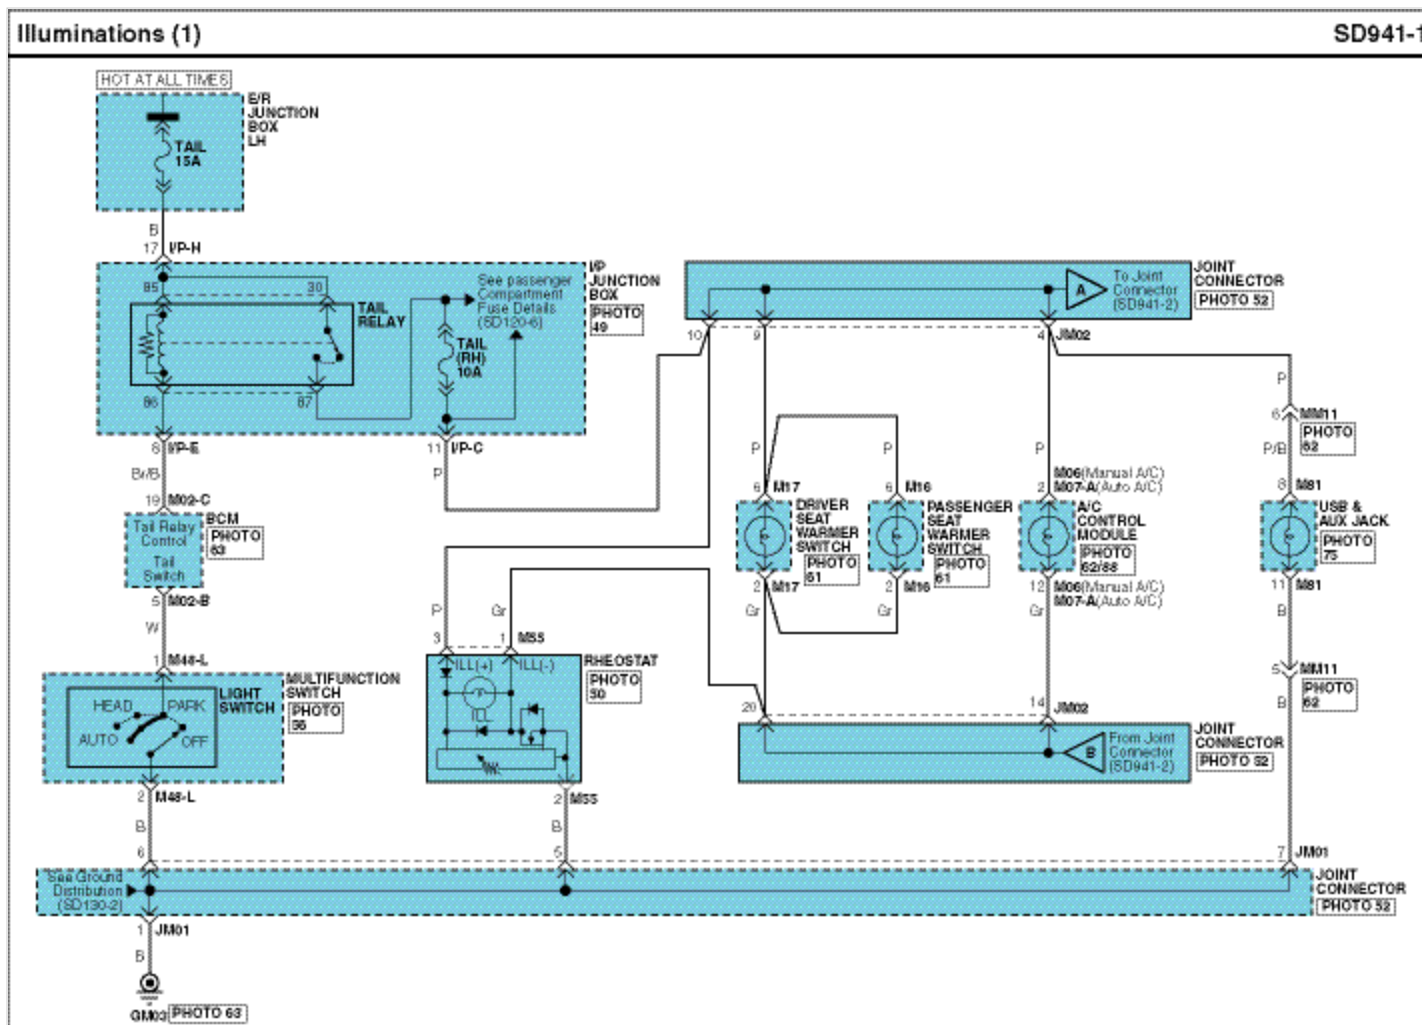 Illuminations (1)
SD941-1
HOT AT ALL TIMES
E/R
JUNCTION
BOX
LH
TAIL
15A
B
17
I/P-H
85
30
TAIL
RELAY
86
87
See passenger
Compartment
Fuse Details
(SD120-6)
TAIL
(RH)
10A
I/P
JUNCTION
BOX
PHOTO
49
8
I/P-E
11
I/P-C
Br/B
P
19
M02-C
Tail Relay
Control
Tail
Switch
BCM
PHOTO
63
5
M02-B
W
1
M48-L
HEAD
PARK
AUTO
OFF
LIGHT
SWITCH
MULTIFUNCTION
SWITCH
PHOTO
56
2
M48-L
B
6
See Ground
Distribution
(SD130-2)
1
JM01
B
GM03
PHOTO 63
P
Gr
3
1
M55
ILL(+)
ILL(-)
ILL
RHEOSTAT
PHOTO
50
2
M55
B
5
To Joint
Connector
(SD941-2)
A
JOINT
CONNECTOR
PHOTO 52
10
9
4
JM02
P
P
P
P
6
MM11
PHOTO
62
P/B
6
M17
6
M16
M06(Manual A/C)
2
M07-A(Auto A/C)
8
M81
DRIVER
SEAT
WARMER
SWITCH
PHOTO
61
PASSENGER
SEAT
WARMER
SWITCH
PHOTO
61
A/C
CONTROL
MODULE
PHOTO
62/88
USB &
AUX JACK
PHOTO
75
2
M17
2
M16
12
M06(Manual A/C)
M07-A(Auto A/C)
11
M81
Gr
Gr
Gr
B
5
MM11
PHOTO
62
B
20
14
JM02
B
From Joint
Connector
(SD941-2)
JOINT
CONNECTOR
PHOTO 52
7
JM01
JOINT
CONNECTOR
PHOTO 52